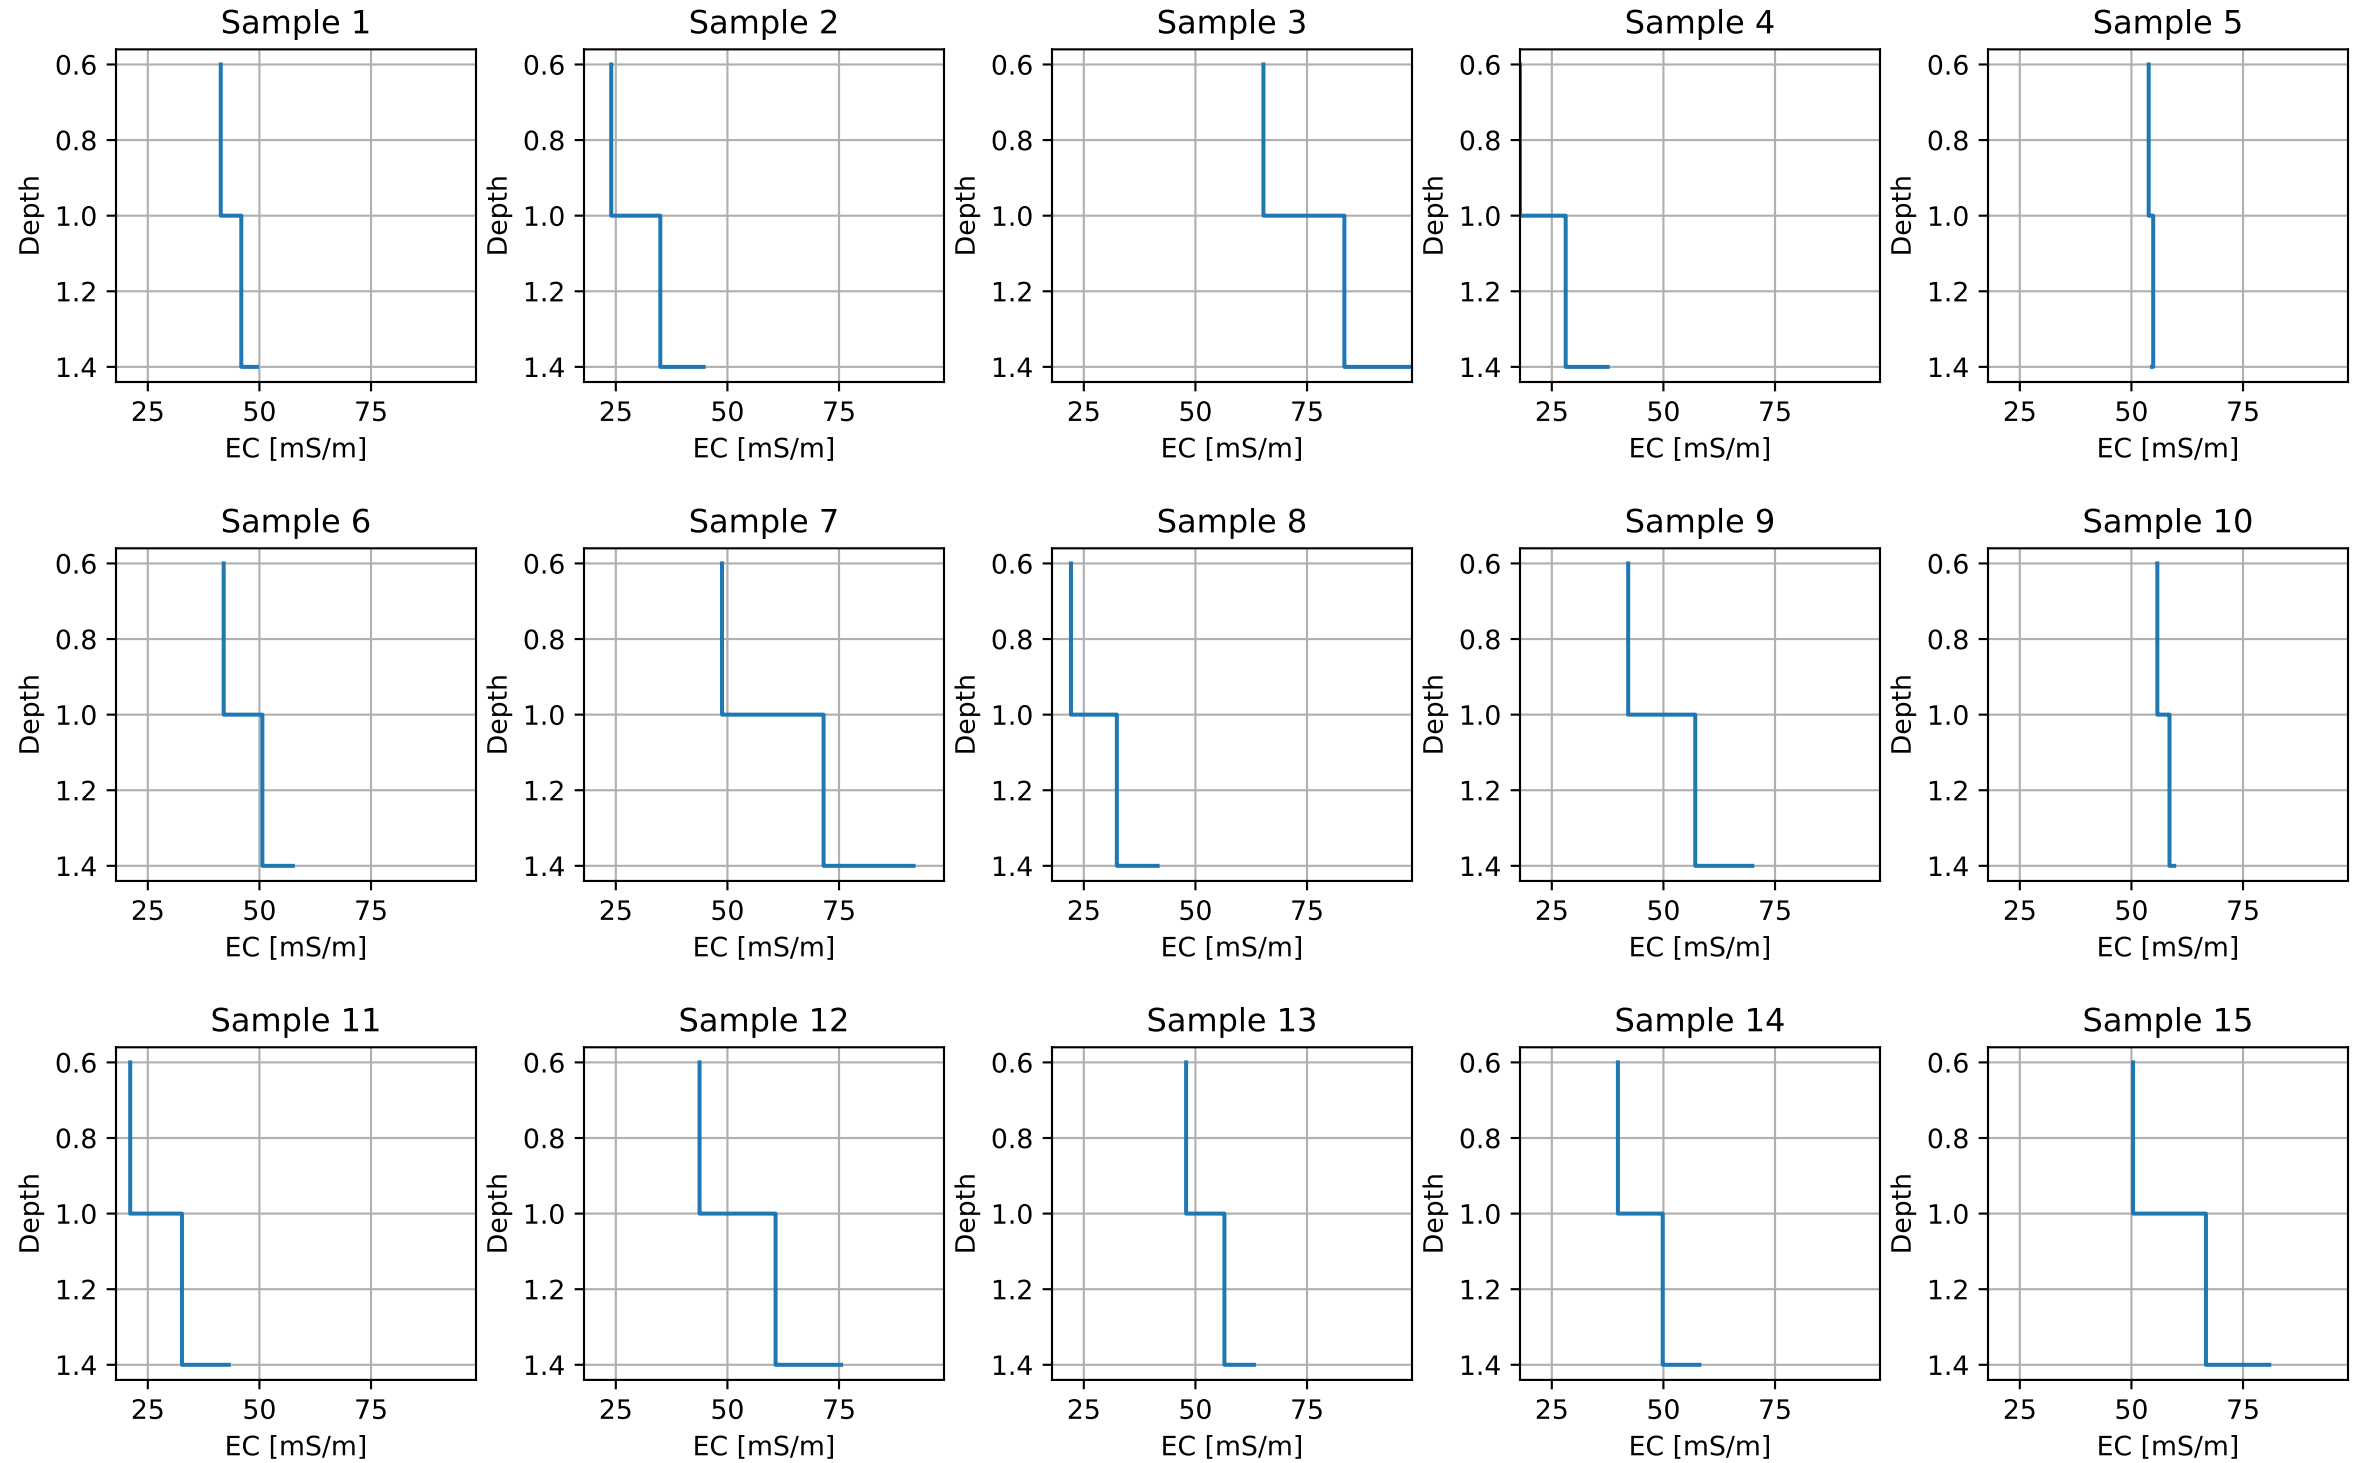 Sample 1
0.6
0.8
1.0
1.2
1.4
Depth
25 50 75
EC [mS/m]
Sample 2
0.6
0.8
1.0
1.2
1.4
Depth
25 50 75
EC [mS/m]
Sample 3
0.6
0.8
1.0
1.2
1.4
Depth
25 50 75
EC [mS/m]
Sample 4
0.6
0.8
1.0
1.2
1.4
Depth
25 50 75
EC [mS/m]
Sample 5
0.6
0.8
1.0
1.2
1.4
Depth
25 50 75
EC [mS/m]
Sample 6
0.6
0.8
1.0
1.2
1.4
Depth
25 50 75
EC [mS/m]
Sample 7
0.6
0.8
1.0
1.2
1.4
Depth
25 50 75
EC [mS/m]
Sample 8
0.6
0.8
1.0
1.2
1.4
Depth
25 50 75
EC [mS/m]
Sample 9
0.6
0.8
1.0
1.2
1.4
Depth
25 50 75
EC [mS/m]
Sample 10
0.6
0.8
1.0
1.2
1.4
Depth
25 50 75
EC [mS/m]
Sample 11
0.6
0.8
1.0
1.2
1.4
Depth
25 50 75
EC [mS/m]
Sample 12
0.6
0.8
1.0
1.2
1.4
Depth
25 50 75
EC [mS/m]
Sample 13
0.6
0.8
1.0
1.2
1.4
Depth
25 50 75
EC [mS/m]
Sample 14
0.6
0.8
1.0
1.2
1.4
Depth
25 50 75
EC [mS/m]
Sample 15
0.6
0.8
1.0
1.2
1.4
Depth
25 50 75
EC [mS/m]